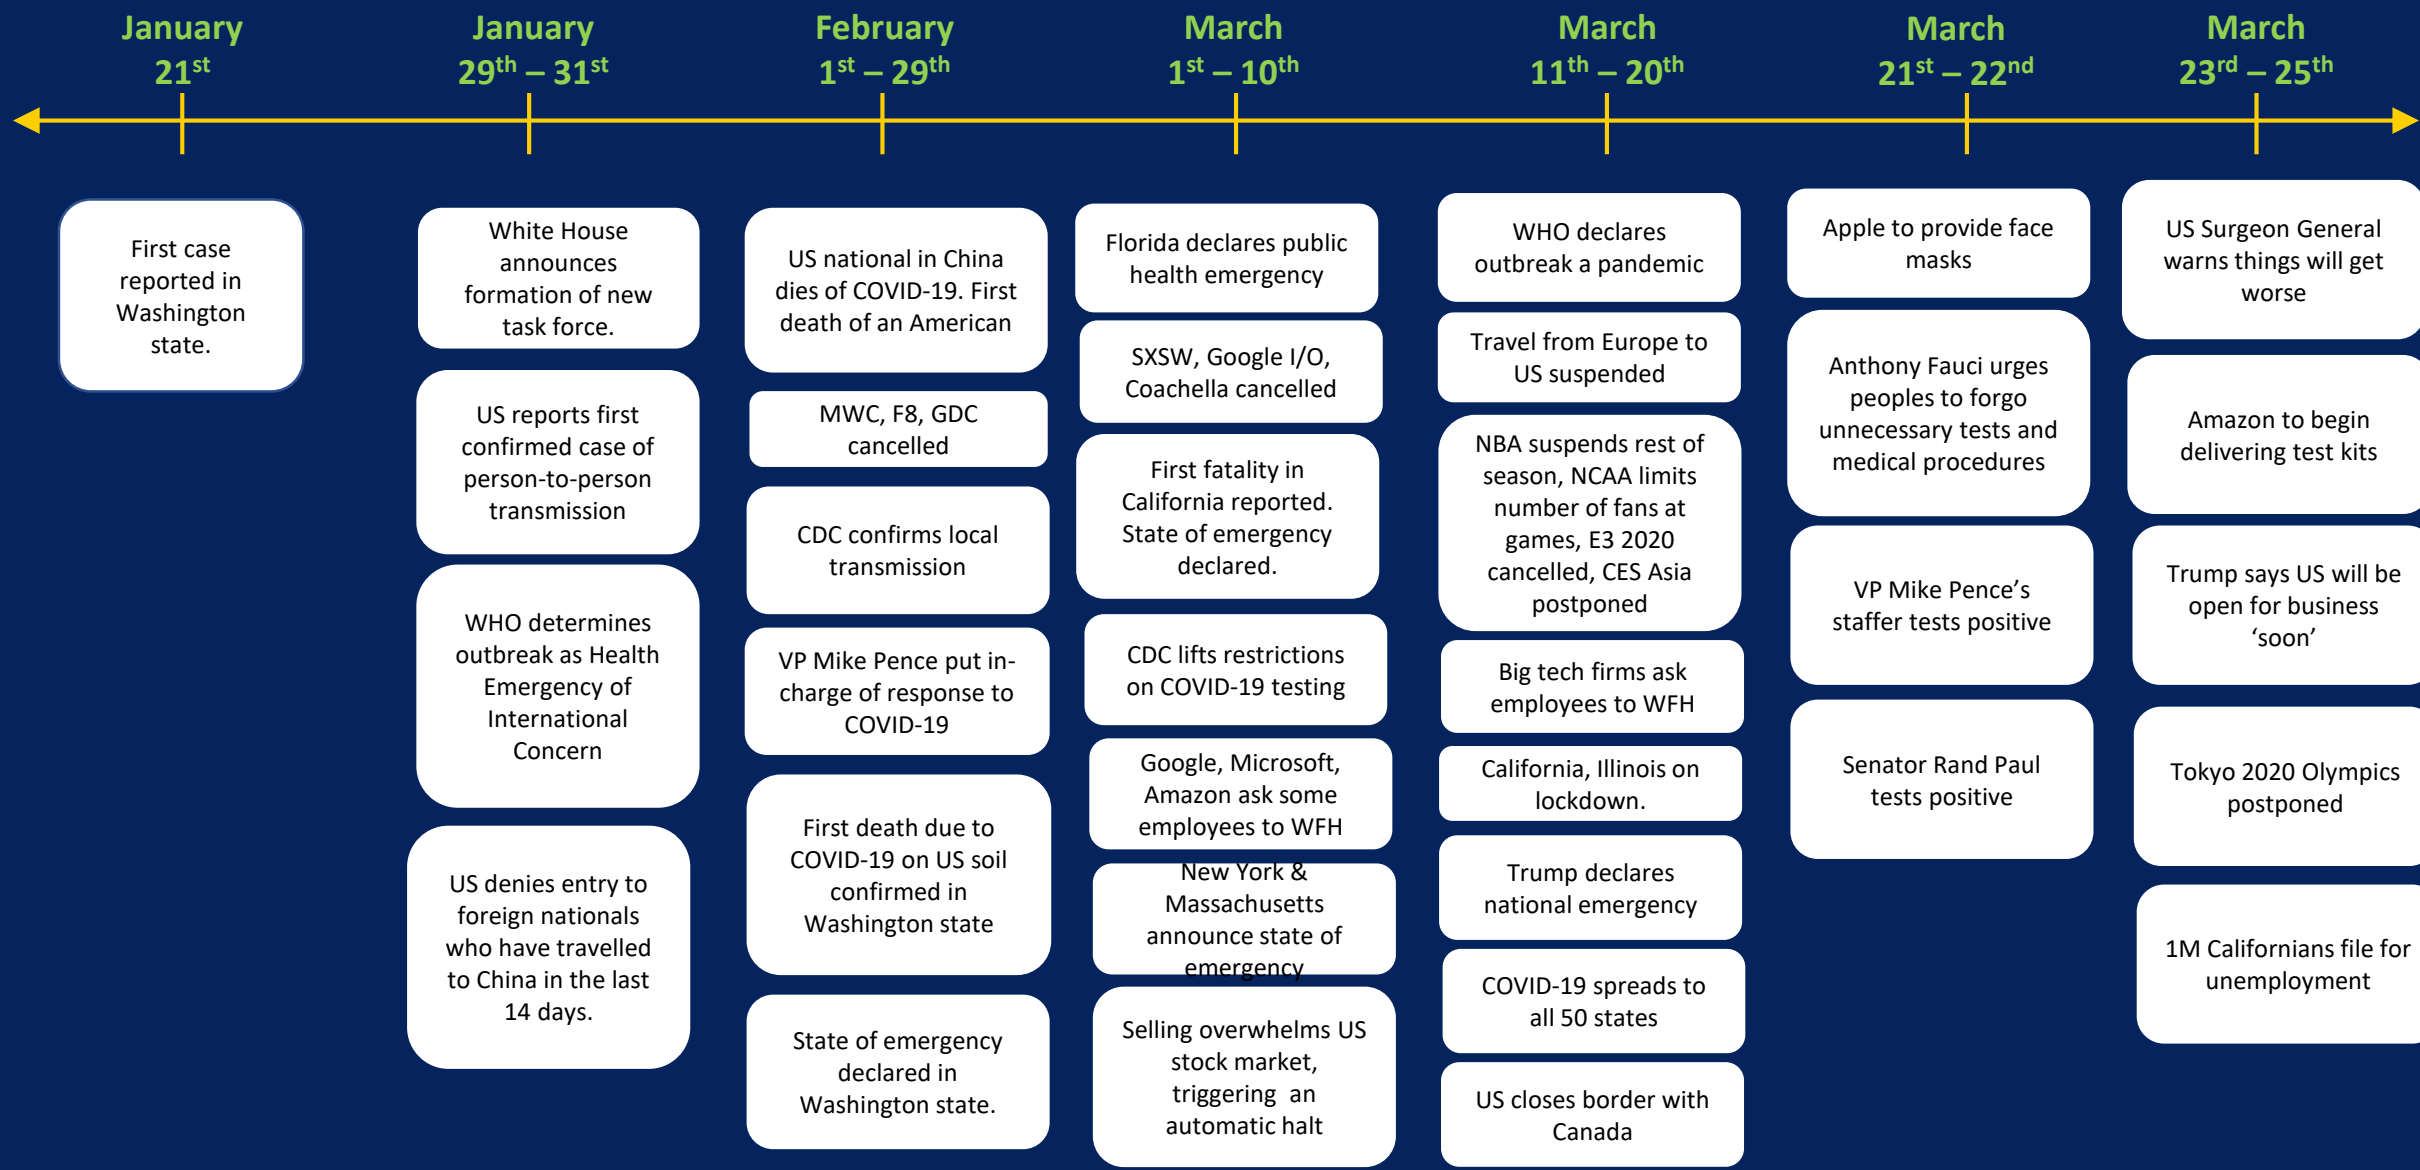 January
21st
January
29th – 31st
February
1st – 29th
March
1st – 10th
March
11th – 20th
March
21st – 22nd
March
23rd – 25th
First case
reported in
Washington
state.
White House
announces
formation of new
task force.
US reports first
confirmed case of
person-to-person
transmission
WHO determines
outbreak as Health
Emergency of
International
Concern
US denies entry to
foreign nationals
who have travelled
to China in the last
14 days.
US national in China
dies of COVID-19. First
death of an American
MWC, F8, GDC
cancelled
CDC confirms local
transmission
VP Mike Pence put in-
charge of response to
COVID-19
First death due to
COVID-19 on US soil
confirmed in
Washington state
State of emergency
declared in
Washington state.
Florida declares public
health emergency
SXSW, Google I/O,
Coachella cancelled
First fatality in
California reported.
State of emergency
declared.
CDC lifts restrictions
on COVID-19 testing
Google, Microsoft,
Amazon ask some
employees to WFH
New York &
Massachusetts
announce state of
emergency
Selling overwhelms US
stock market,
triggering an
automatic halt
WHO declares
outbreak a pandemic
Travel from Europe to
US suspended
NBA suspends rest of
season, NCAA limits
number of fans at
games, E3 2020
cancelled, CES Asia
postponed
Big tech firms ask
employees to WFH
California, Illinois on
lockdown.
Trump declares
national emergency
COVID-19 spreads to
all 50 states
US closes border with
Canada
Apple to provide face
masks
Anthony Fauci urges
peoples to forgo
unnecessary tests and
medical procedures
VP Mike Pence’s
staffer tests positive
Senator Rand Paul
tests positive
US Surgeon General
warns things will get
worse
Amazon to begin
delivering test kits
Trump says US will be
open for business
‘soon’
Tokyo 2020 Olympics
postponed
1M Californians file for
unemployment